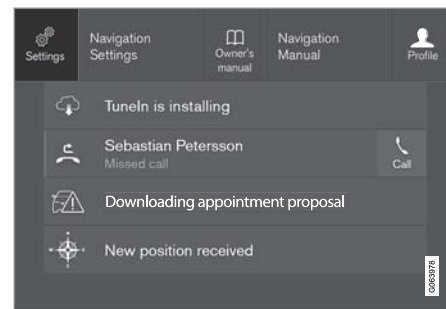 Settings
Navigation
Settings
Owner's
manual
Navigation
Manual
Profile
TuneIn is installing
Sebastian Petersson
Missed call
Call
Downloading appointment proposal
New position received
G063978